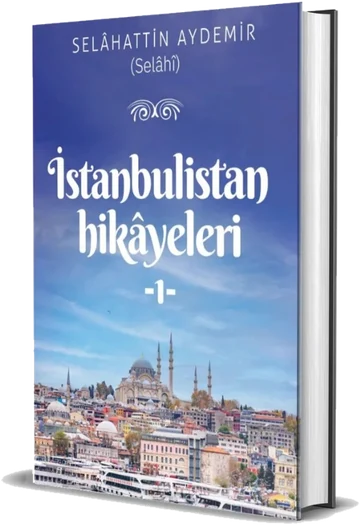 SELÂHATTİN AYDEMİR
(Selâhî)
İstanbulistan
hikâyeleri
-1-